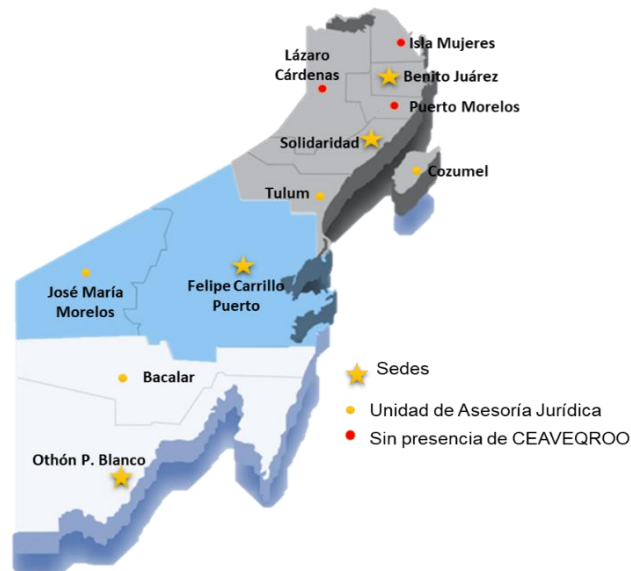 Isla Mujeres
Lázaro
Cárdenas
Benito Juárez
Puerto Morelos
Solidaridad
Cozumel
Tulum
José María
Morelos
Felipe Carrillo
Puerto
Bacalar
Othón P. Blanco
Sedes
Unidad de Asesoría Jurídica
Sin presencia de CEAVEQROO